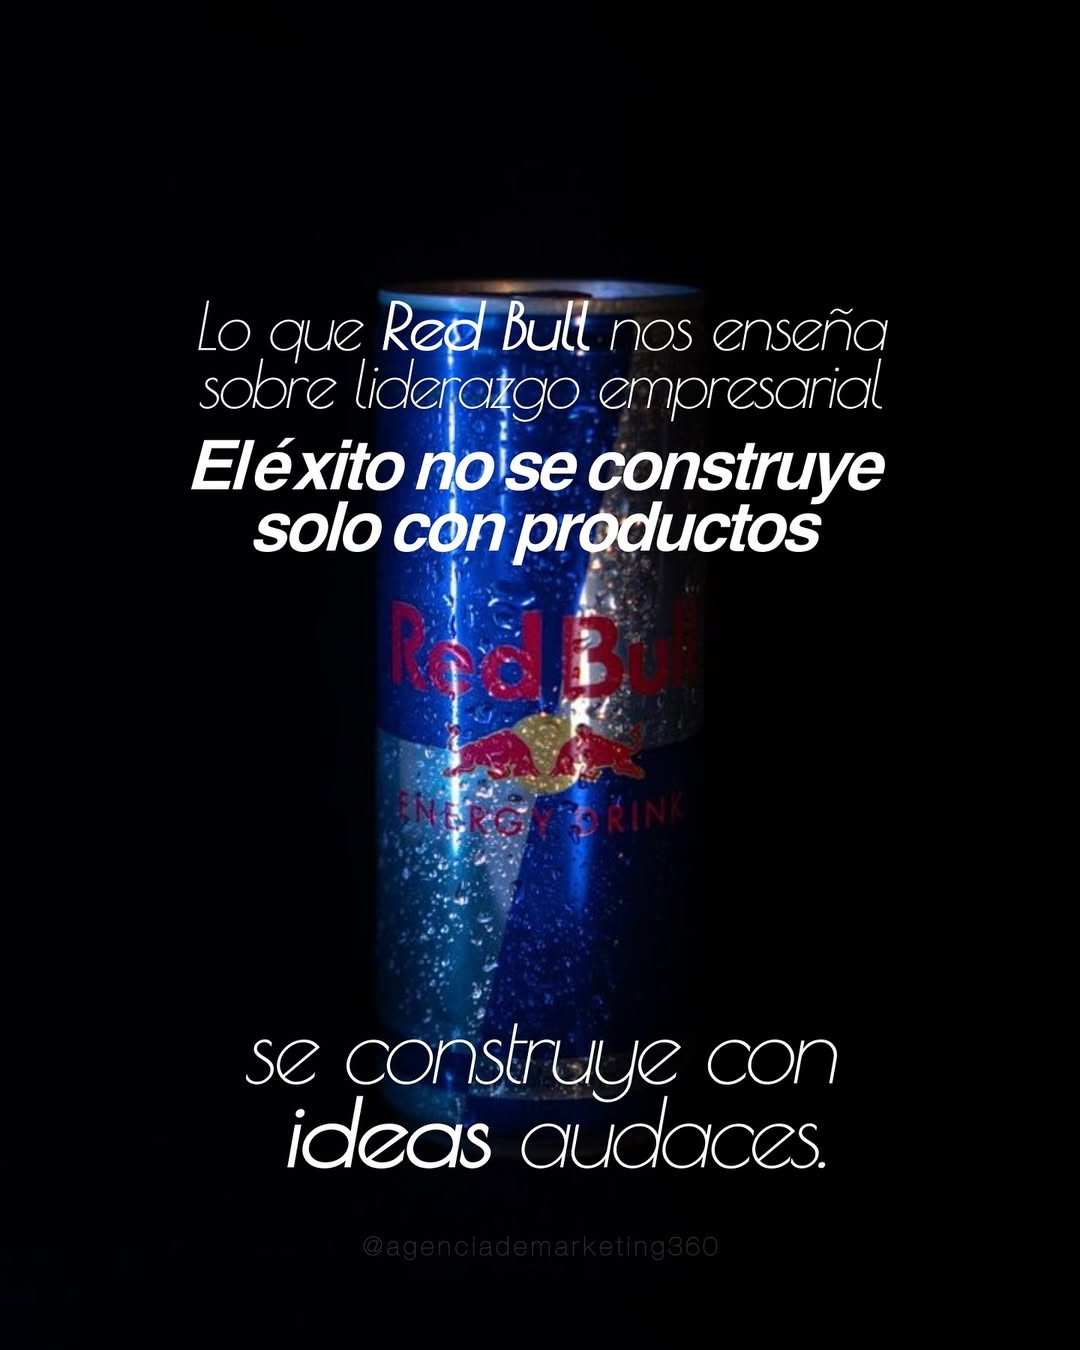 Lo que Red Bull nos enseña
sobre liderazgo empresarial
El éxito no se construye
solo con productos
Red Bull
ENERGY DRINK
se construye con
ideas audaces.
@agenciademarketing360